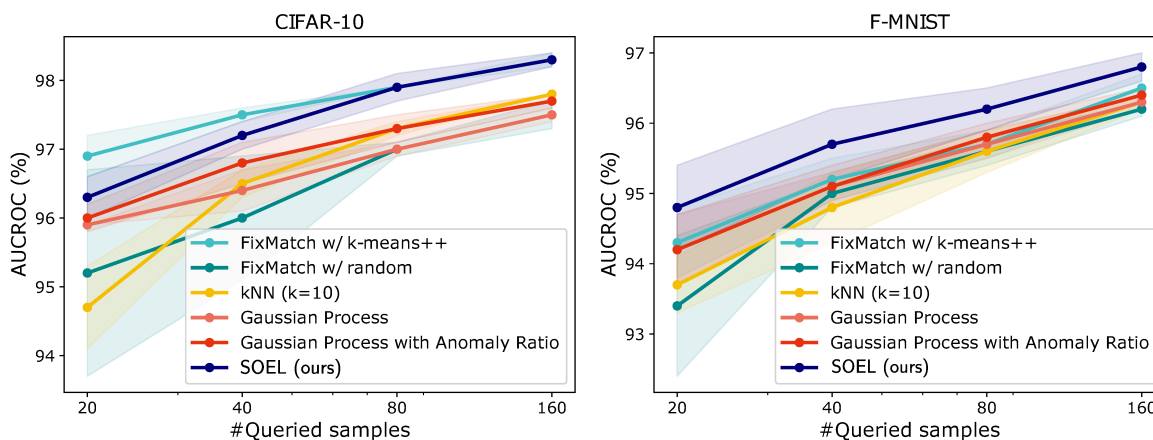 CIFAR-10
AUCROC (%)
98
97
96
95
94
FixMatch w/ k-means++
FixMatch w/ random
kNN (k=10)
Gaussian Process
Gaussian Process with Anomaly Ratio
SOEL (ours)
20
40
80
160
#Queried samples
F-MNIST
AUCROC (%)
97
96
95
94
93
FixMatch w/ k-means++
FixMatch w/ random
kNN (k=10)
Gaussian Process
Gaussian Process with Anomaly Ratio
SOEL (ours)
20
40
80
160
#Queried samples